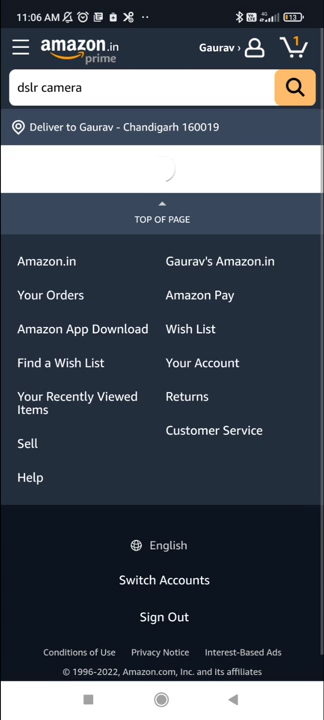 11:06 AM
13
amazon.in
prime
Gaurav ›
1
dslr camera
Deliver to Gaurav - Chandigarh 160019
TOP OF PAGE
Amazon.in
Gaurav's Amazon.in
Your Orders
Amazon Pay
Amazon App Download
Wish List
Find a Wish List
Your Account
Your Recently Viewed
Items
Returns
Customer Service
Sell
Help
English
Switch Accounts
Sign Out
Conditions of Use Privacy Notice Interest-Based Ads
© 1996-2022, Amazon.com, Inc. and its affiliates